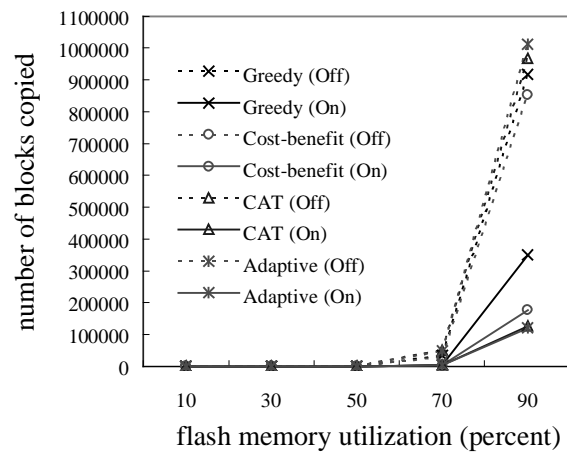 number of blocks copied
1100000
1000000
900000
800000
700000
600000
500000
400000
300000
200000
100000
0
Greedy (Off)
Greedy (On)
Cost-benefit (Off)
Cost-benefit (On)
CAT (Off)
CAT (On)
Adaptive (Off)
Adaptive (On)
10 30 50 70 90
flash memory utilization (percent)